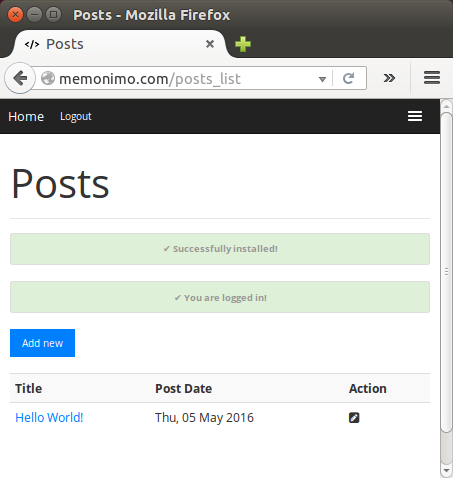 Posts - Mozilla Firefox
</> Posts
memonimo.com/posts_list
Home Logout
Posts
✔ Successfully installed!
✔ You are logged in!
Add new
Title Post Date Action
Hello World! Thu, 05 May 2016